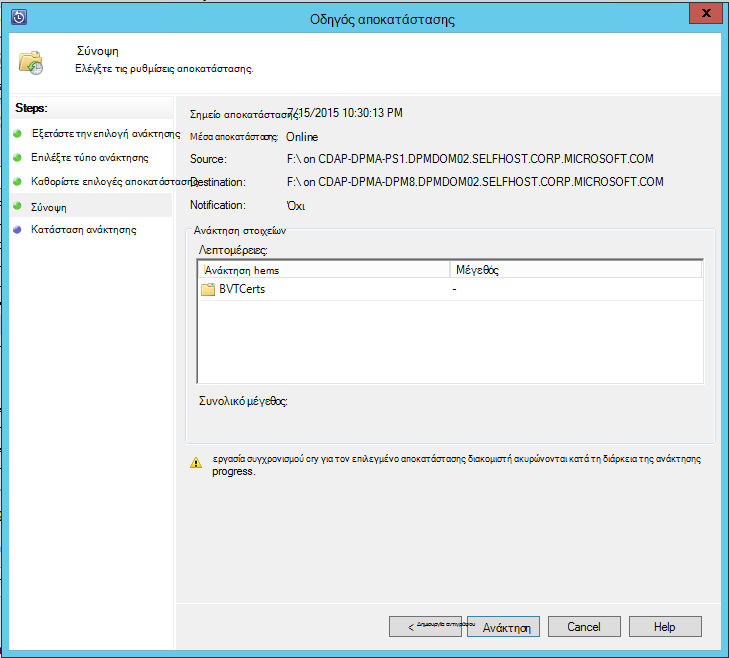 Οδηγός αποκατάστασης
x
Σύνοψη
Ελέγξτε τις ρυθμίσεις αποκατάστασης.
Steps:
Εξετάστε την επιλογή ανάκτησης
Επιλέξτε τύπο ανάκτησης
Καθορίστε επιλογές αποκατάστασης
Σύνοψη
Κατάσταση ανάκτησης
Σημείο αποκατάστασης: 7/15/2015 10:30:13 PM
Μέσα αποκατάστασης: Online
Source: F:\ on CDAP-DPMA-PS1.DPMDOM02.SELFHOST.CORP.MICROSOFT.COM
Destination: F:\ on CDAP-DPMA-DPM8.DPMDOM02.SELFHOST.CORP.MICROSOFT.COM
Notification: Όχι
Ανάκτηση στοιχείων
Λεπτομέρειες:
Ανάκτηση hems Μέγεθός
BVTCerts -
Συνολικό μέγεθος:
εργασία συγχρονισμού cry για τον επιλεγμένο αποκατάστασης διακομιστή ακυρώνονται κατά τη διάρκεια της ανάκτησης
progress.
< Δημιουργία αντιγράφου Ανάκτηση Cancel Help